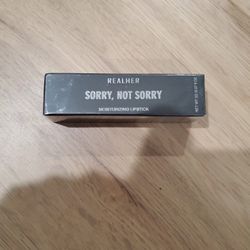 REALHER
SORRY, NOT SORRY
MOISTURIZING LIPSTICK